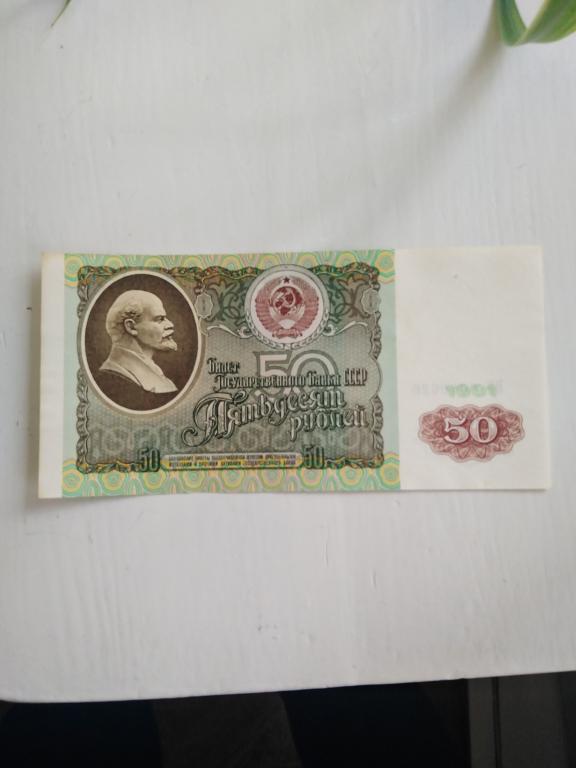 50
Билет
Государственного Банка СССР
Пятьдесят
рублей
50
50
1991
50